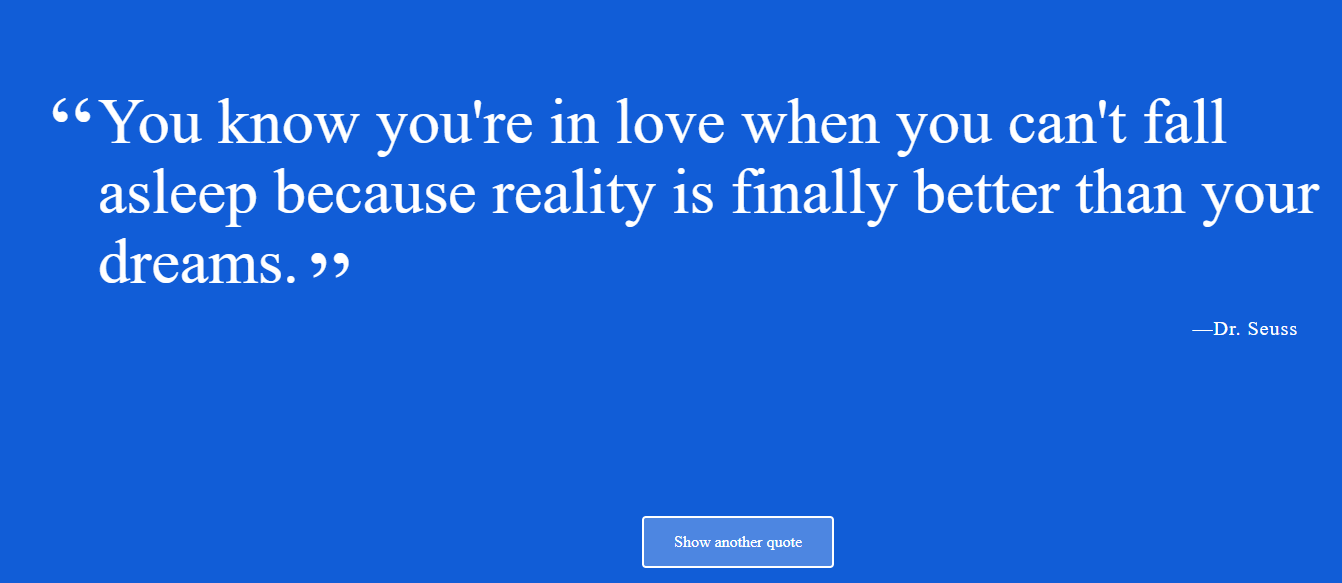 “You know you're in love when you can't fall
asleep because reality is finally better than your
dreams. ”
—Dr. Seuss
Show another quote